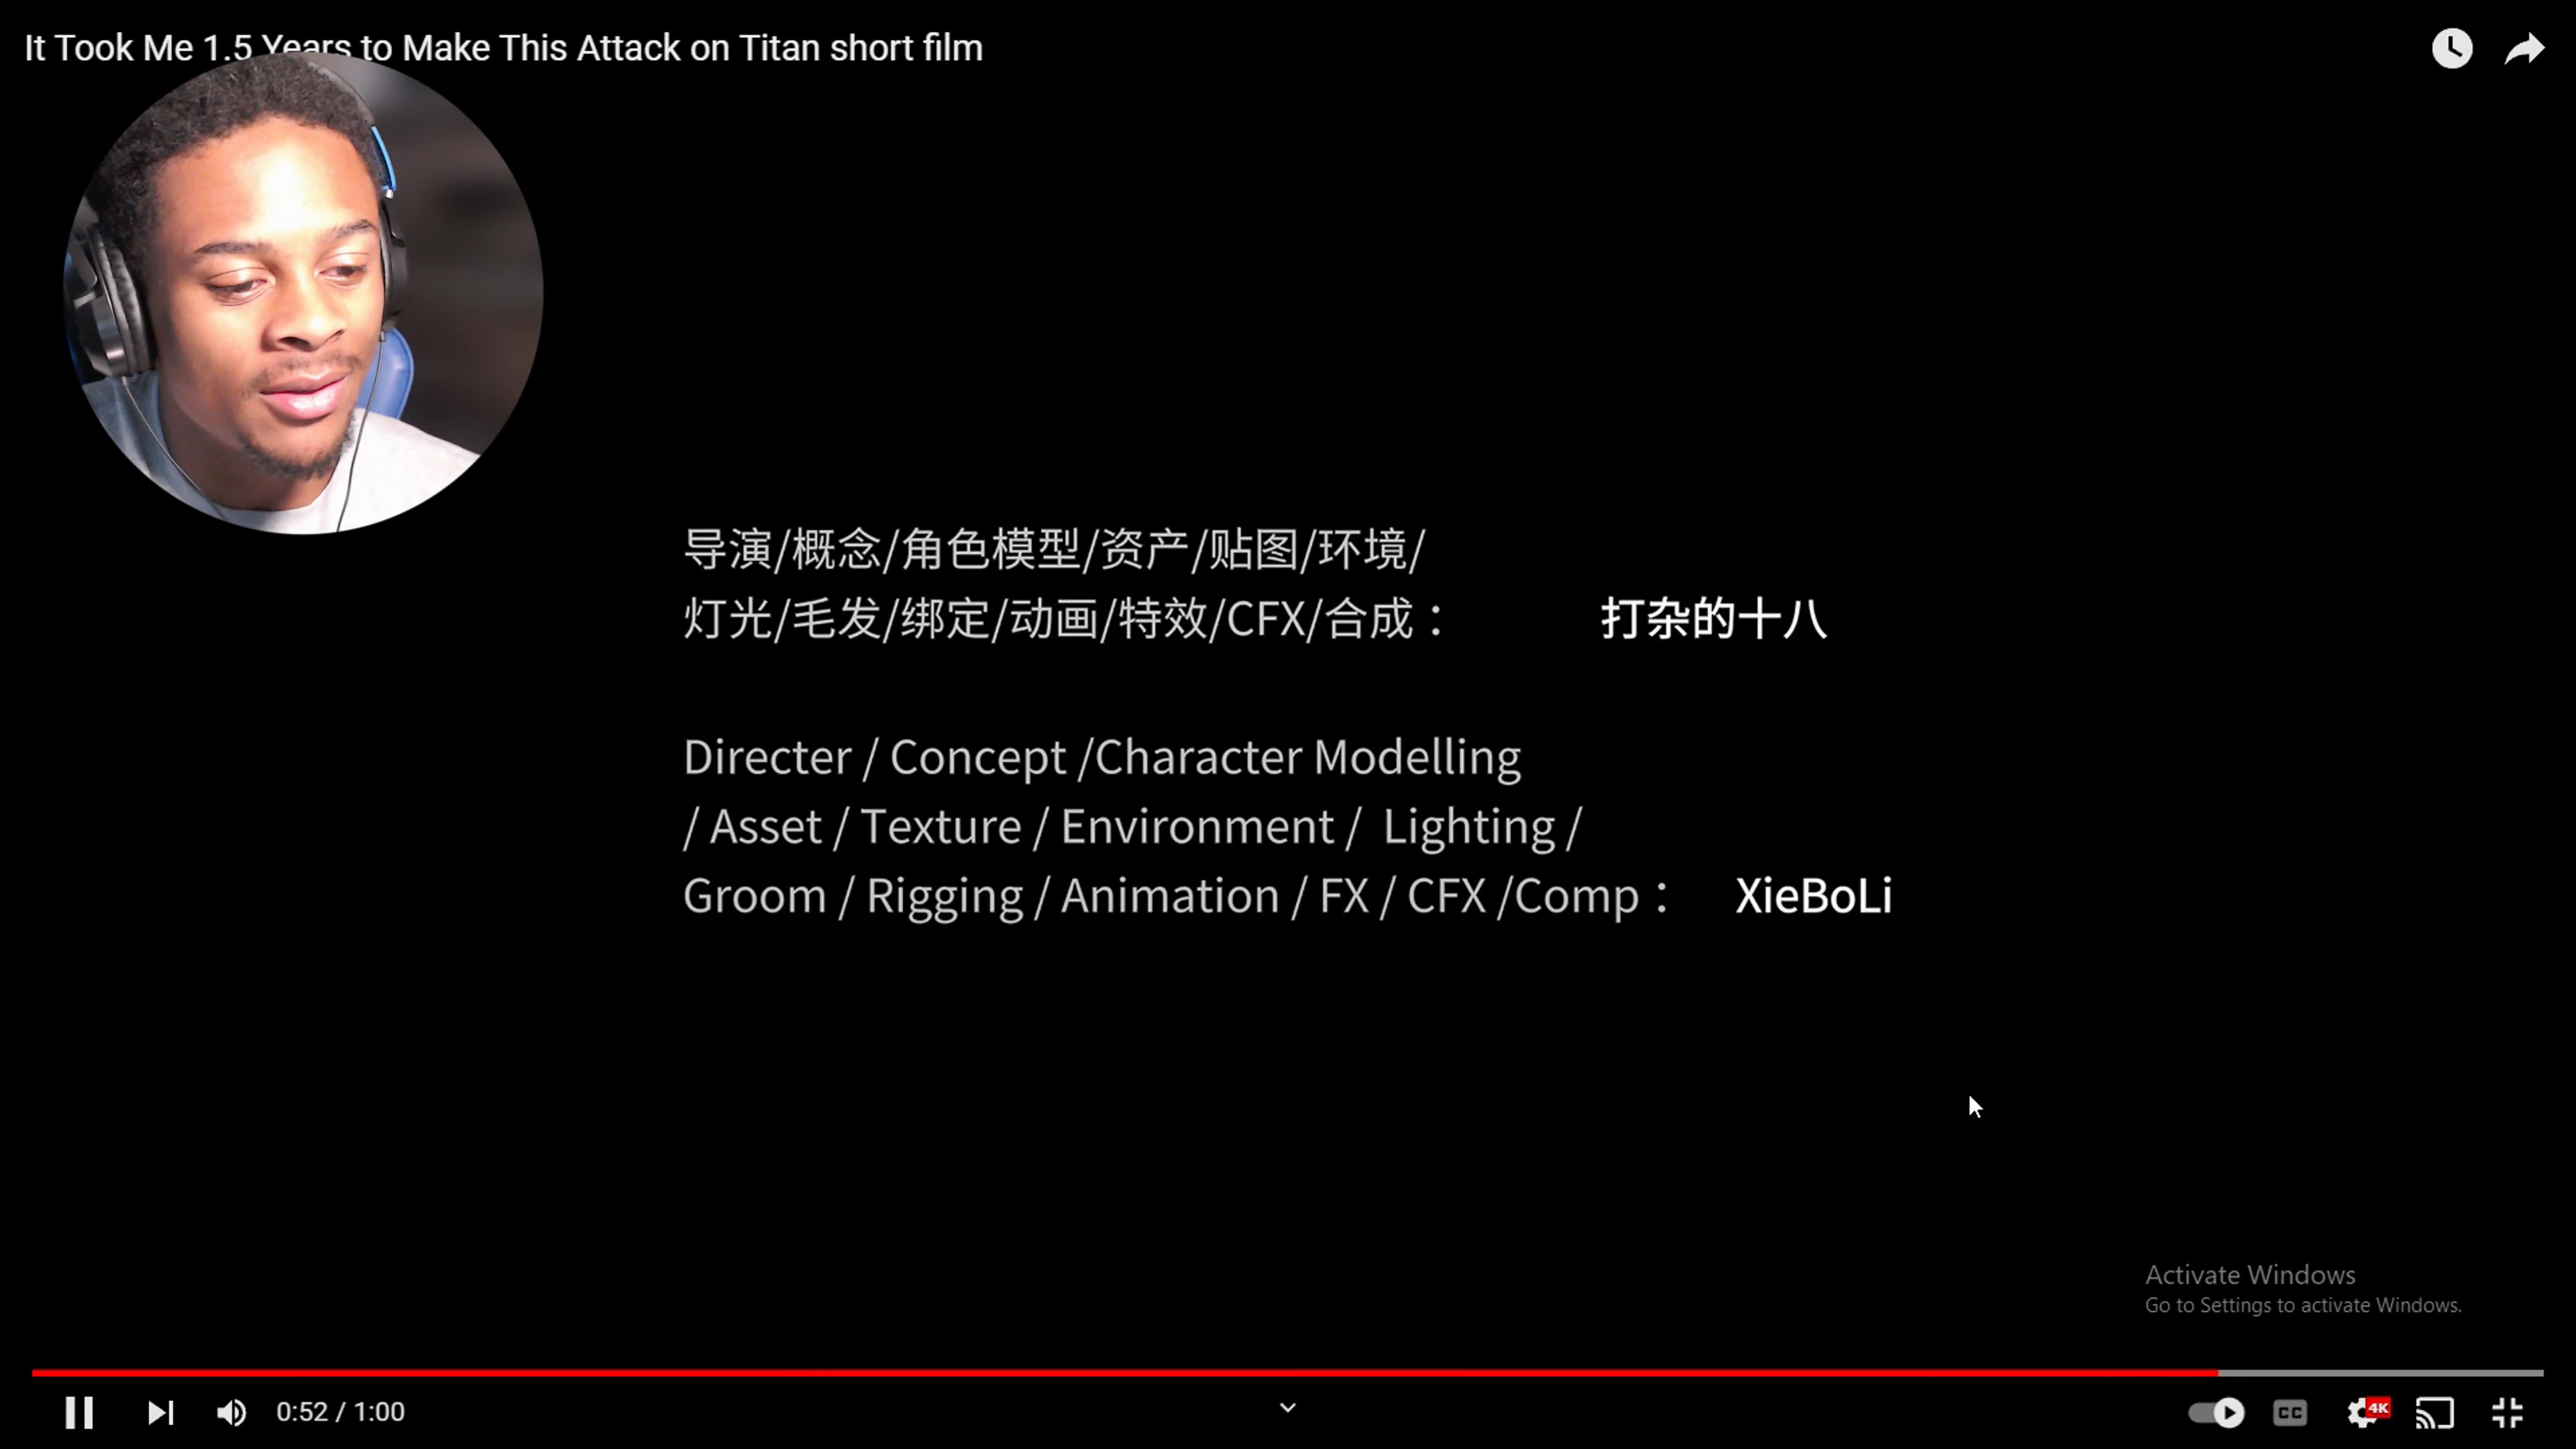 It Took Me 1.5 Years to Make This Attack on Titan short film
导演/概念/角色模型/资产/贴图/环境/
灯光/毛发/绑定/动画/特效/CFX/合成： 打杂的十八
Directer / Concept /Character Modelling
/ Asset / Texture / Environment / Lighting /
Groom / Rigging / Animation / FX / CFX /Comp： XieBoLi
Activate Windows
Go to Settings to activate Windows.
0:52 / 1:00
CC
4K